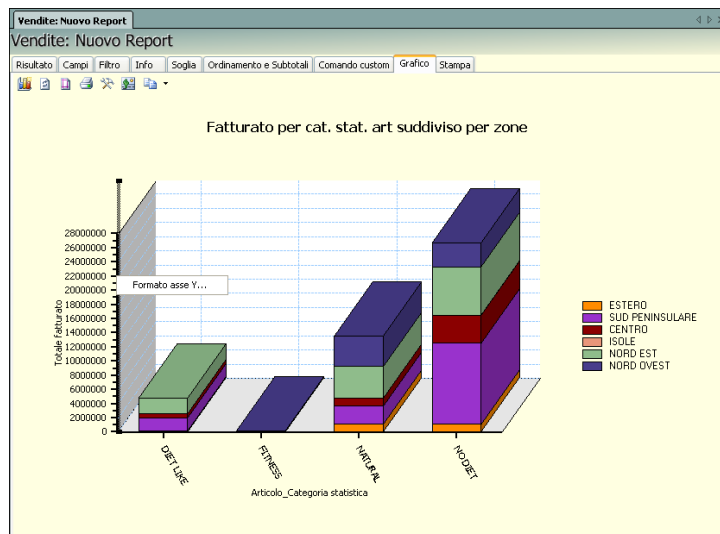 Vendite: Nuovo Report
Vendite: Nuovo Report
Risultato Campi Filtro Info Soglia Ordinamento e Subtotali Comando custom Grafico Stampa
Fatturato per cat. stat. art suddiviso per zone
Totale fatturato
28000000
26000000
24000000
22000000
20000000
18000000
16000000
14000000
12000000
10000000
8000000
6000000
4000000
2000000
0
Formato asse Y...
DIET LIKE
FITNESS
NATURAL
NO DIET
Articolo_Categoria statistica
ESTERO
SUD PENINSULARE
CENTRO
ISOLE
NORD EST
NORD OVEST